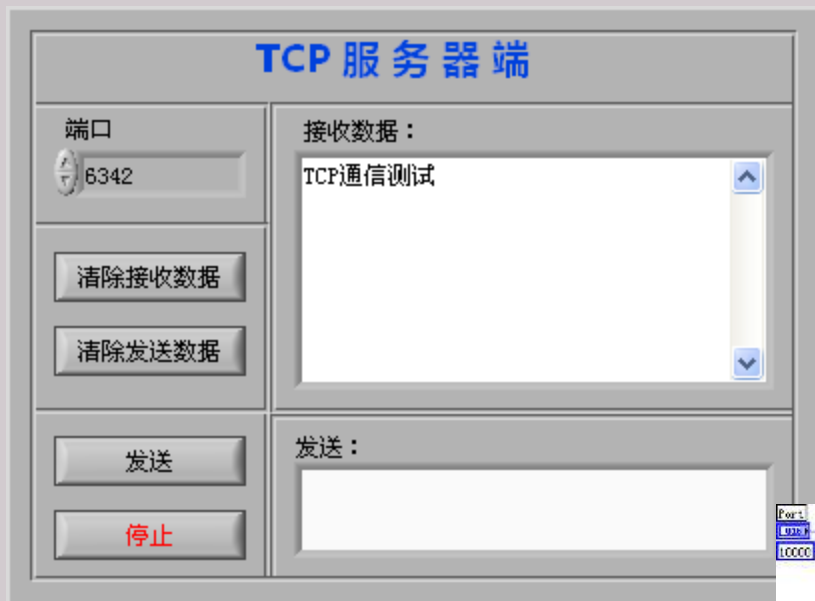 TCP 服务器端
端口
6342
接收数据：
TCP通信测试
清除接收数据
清除发送数据
发送
停止
发送：
Port
U16
10000